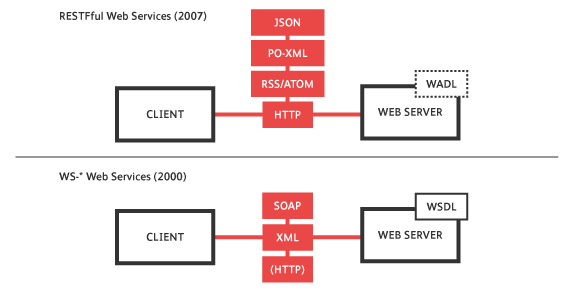 RESTFful Web Services (2007)
JSON
PO-XML
RSS/ATOM
HTTP
CLIENT
WADL
WEB SERVER
WS-* Web Services (2000)
SOAP
XML
(HTTP)
CLIENT
WSDL
WEB SERVER